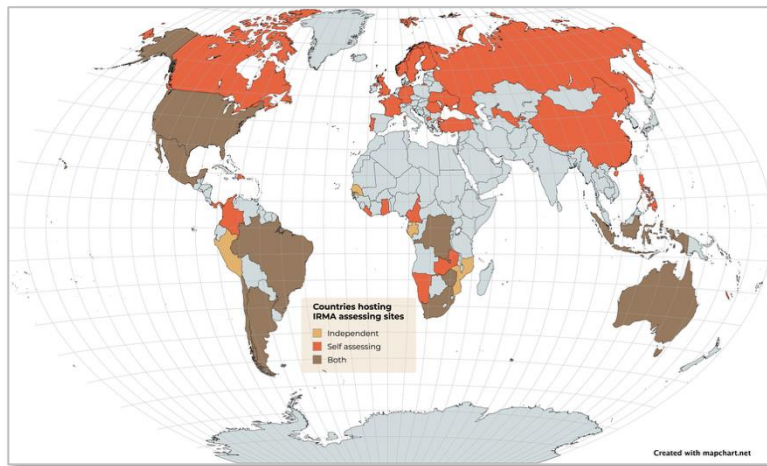 Countries hosting
IRMA assessing sites
Independent
Self assessing
Both
Created with mapchart.net